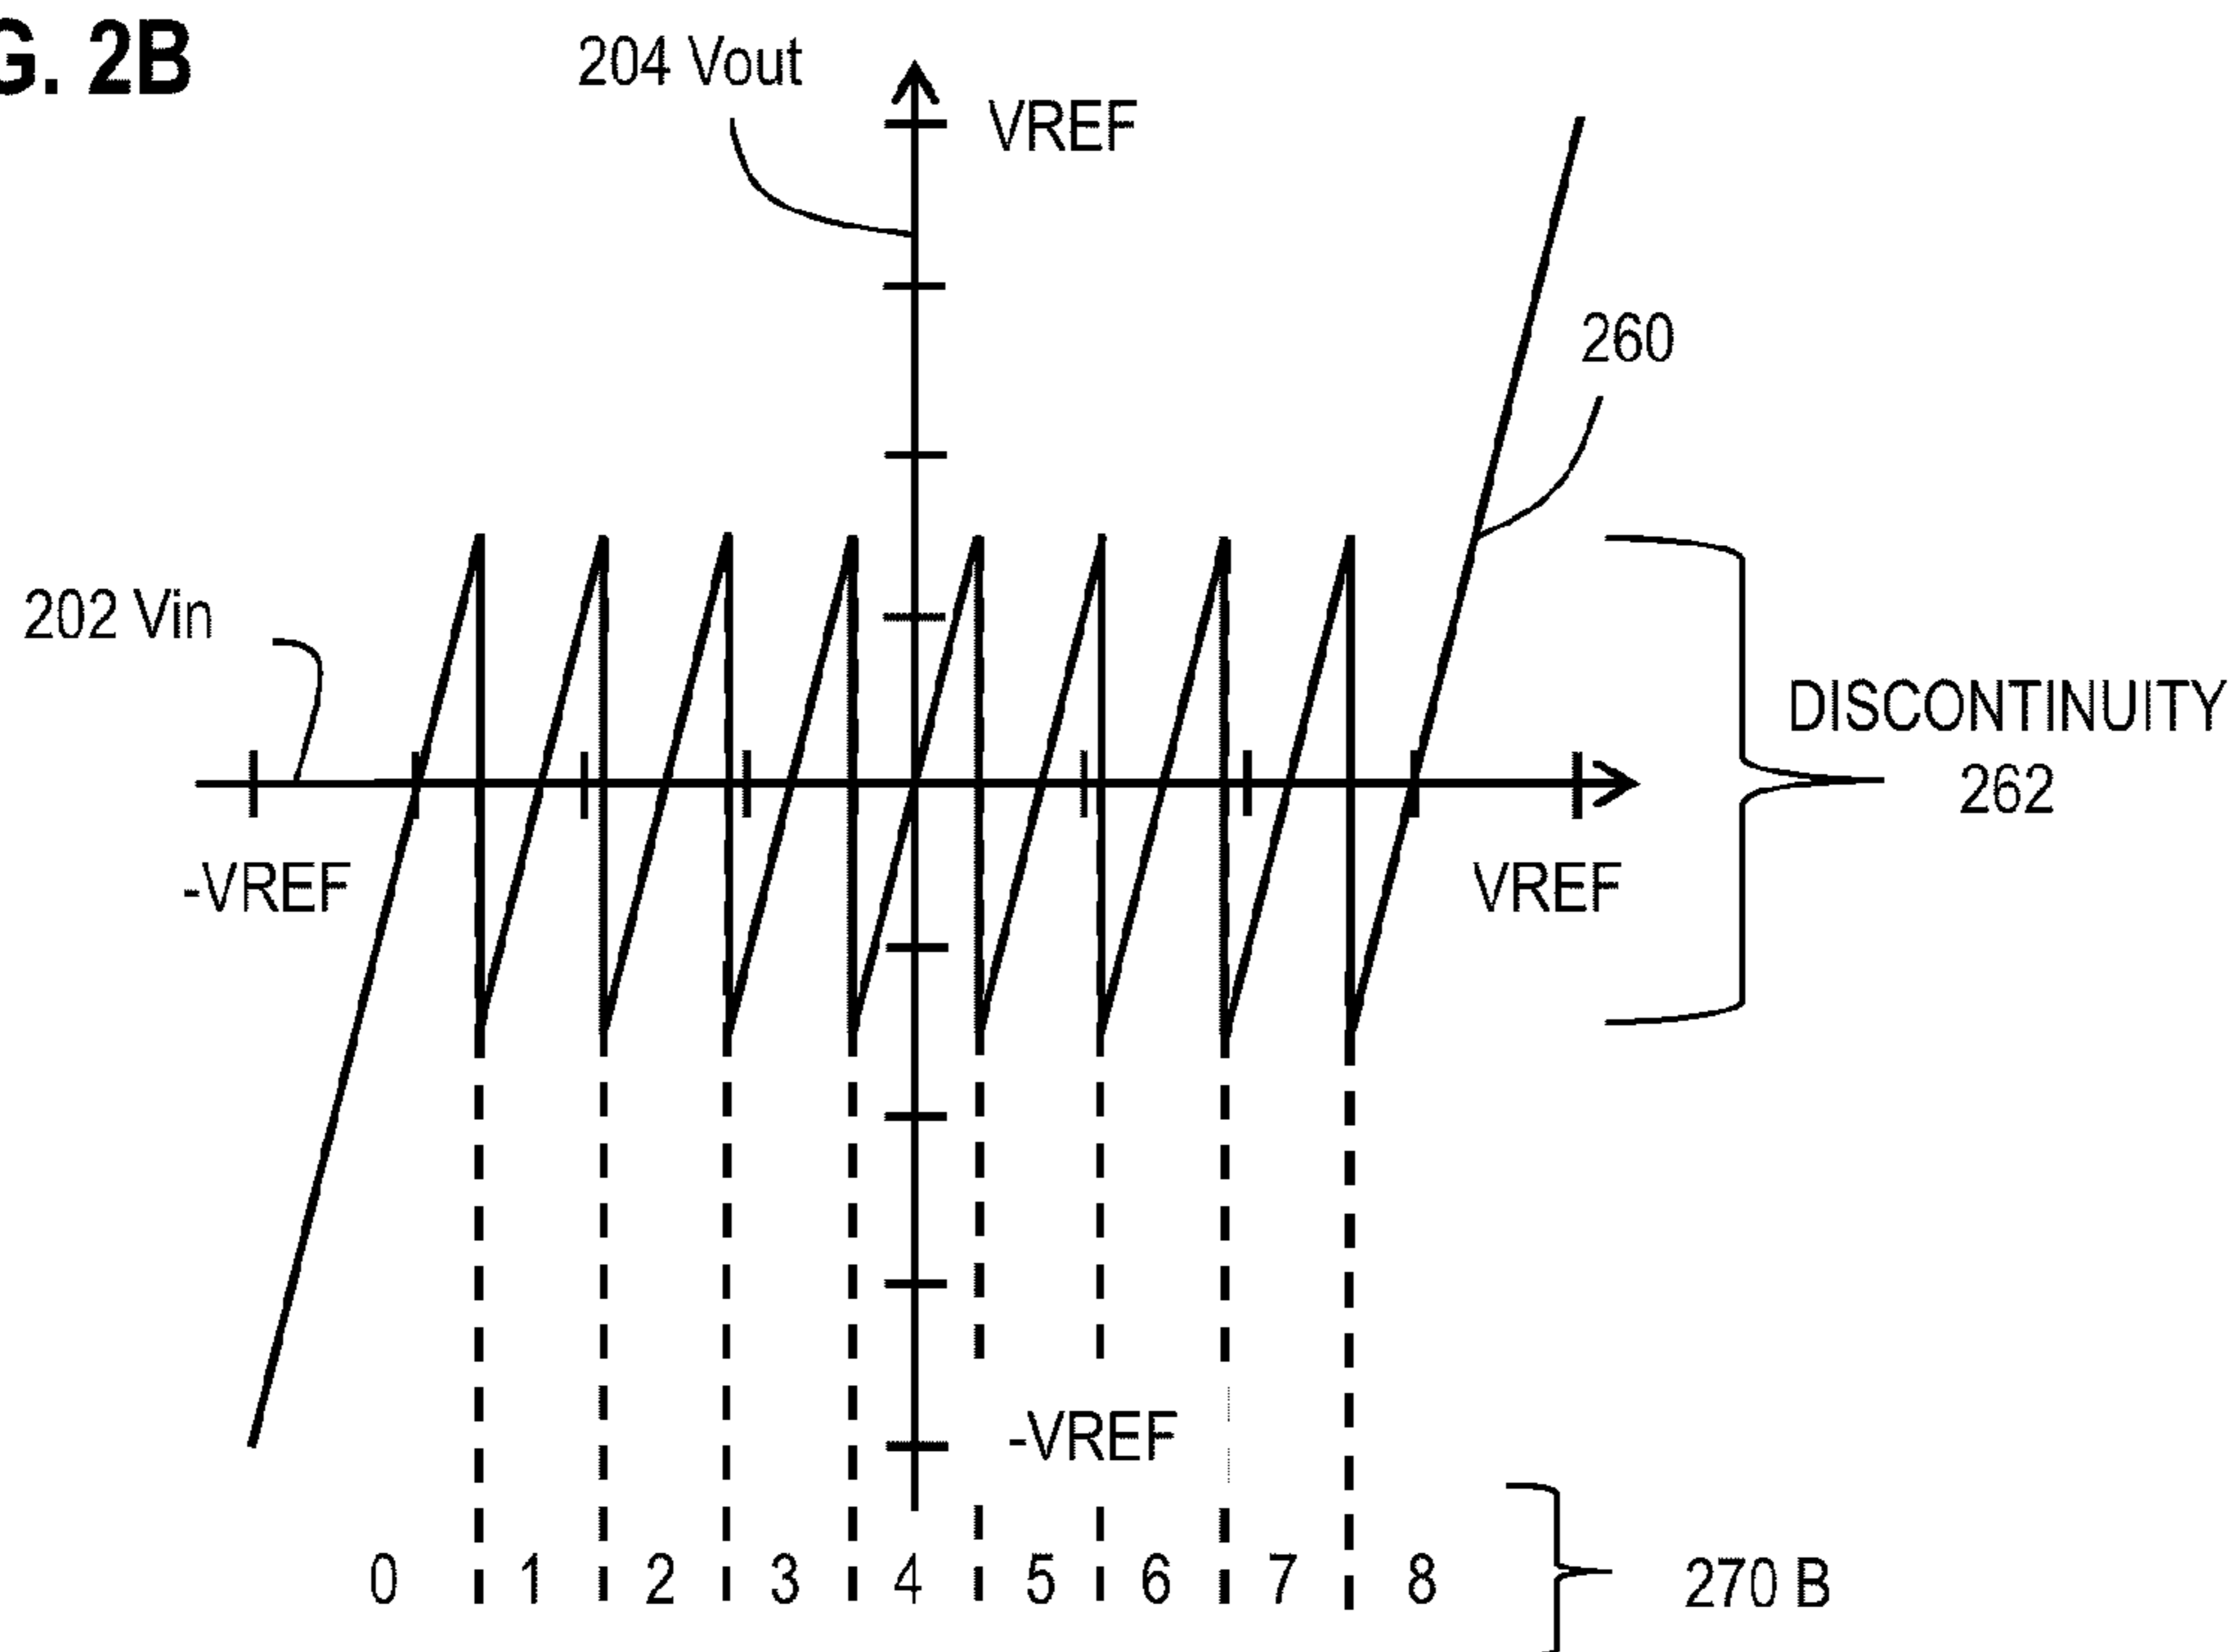 G. 2B
204 Vout
VREF
260
202 Vin
DISCONTINUITY
262
-VREF
VREF
-VREF
0 1 2 3 4 5 6 7 8
270 B